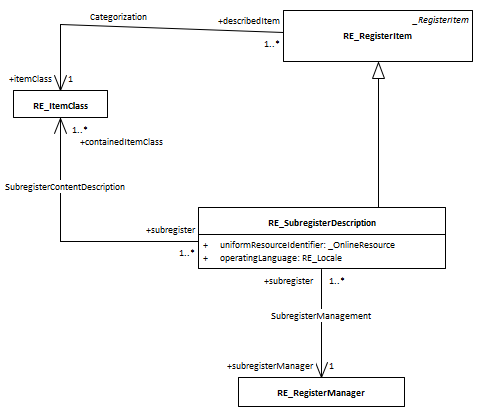 Categorization
+describedItem
_RegisterItem
RE_RegisterItem
1..*
+itemClass
1
RE_ItemClass
1..*
+containedItemClass
SubregisterContentDescription
+subregister
1..*
RE_SubregisterDescription
+ uniformResourceIdentifier: _OnlineResource
+ operatingLanguage: RE_Locale
+subregister
1..*
SubregisterManagement
+subregisterManager
1
RE_RegisterManager